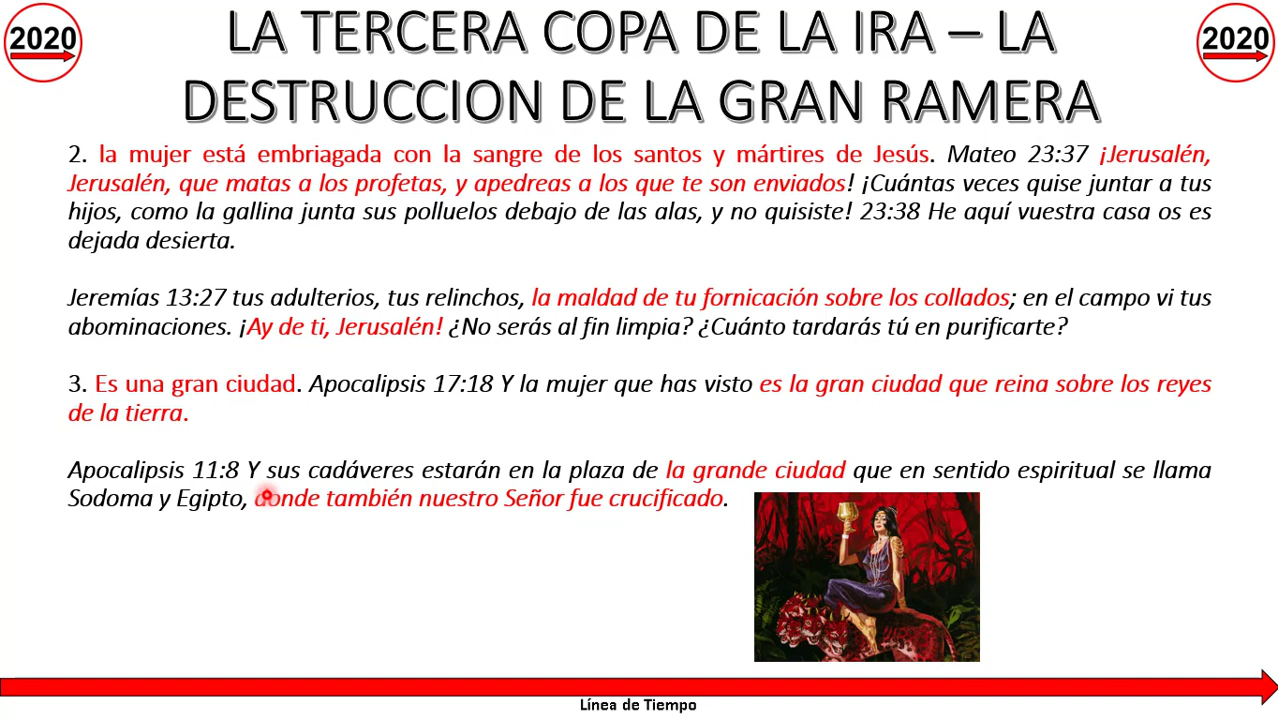 2020
2020
LA TERCERA COPA DE LA IRA – LA
DESTRUCCION DE LA GRAN RAMERA
2. la mujer está embriagada con la sangre de los santos y mártires de Jesús. Mateo 23:37 ¡Jerusalén,
Jerusalén, que matas a los profetas, y apedreas a los que te son enviados! ¡Cuántas veces quise juntar a tus
hijos, como la gallina junta sus polluelos debajo de las alas, y no quisiste! 23:38 He aquí vuestra casa os es
dejada desierta.
Jeremías 13:27 tus adulterios, tus relinchos, la maldad de tu fornicación sobre los collados; en el campo vi tus
abominaciones. ¡Ay de ti, Jerusalén! ¿No serás al fin limpia? ¿Cuánto tardarás tú en purificarte?
3. Es una gran ciudad. Apocalipsis 17:18 Y la mujer que has visto es la gran ciudad que reina sobre los reyes
de la tierra.
Apocalipsis 11:8 Y sus cadáveres estarán en la plaza de la grande ciudad que en sentido espiritual se llama
Sodoma y Egipto, donde también nuestro Señor fue crucificado.
Línea de Tiempo